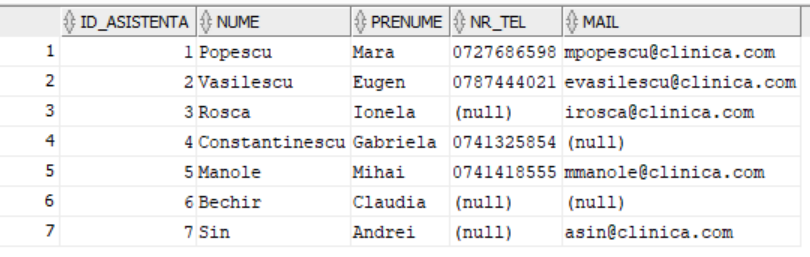 ID_ASISTENTA NUME PRENUME NR_TEL MAIL
1 1 Popescu Mara 0727686598 mpopescu@clinica.com
2 2 Vasilescu Eugen 0787444021 evasilescu@clinica.com
3 3 Rosca Ionela (null) irosca@clinica.com
4 4 Constantinescu Gabriela 0741325854 (null)
5 5 Manole Mihai 0741418555 mmanole@clinica.com
6 6 Bechir Claudia (null) (null)
7 7 Sin Andrei (null) asin@clinica.com